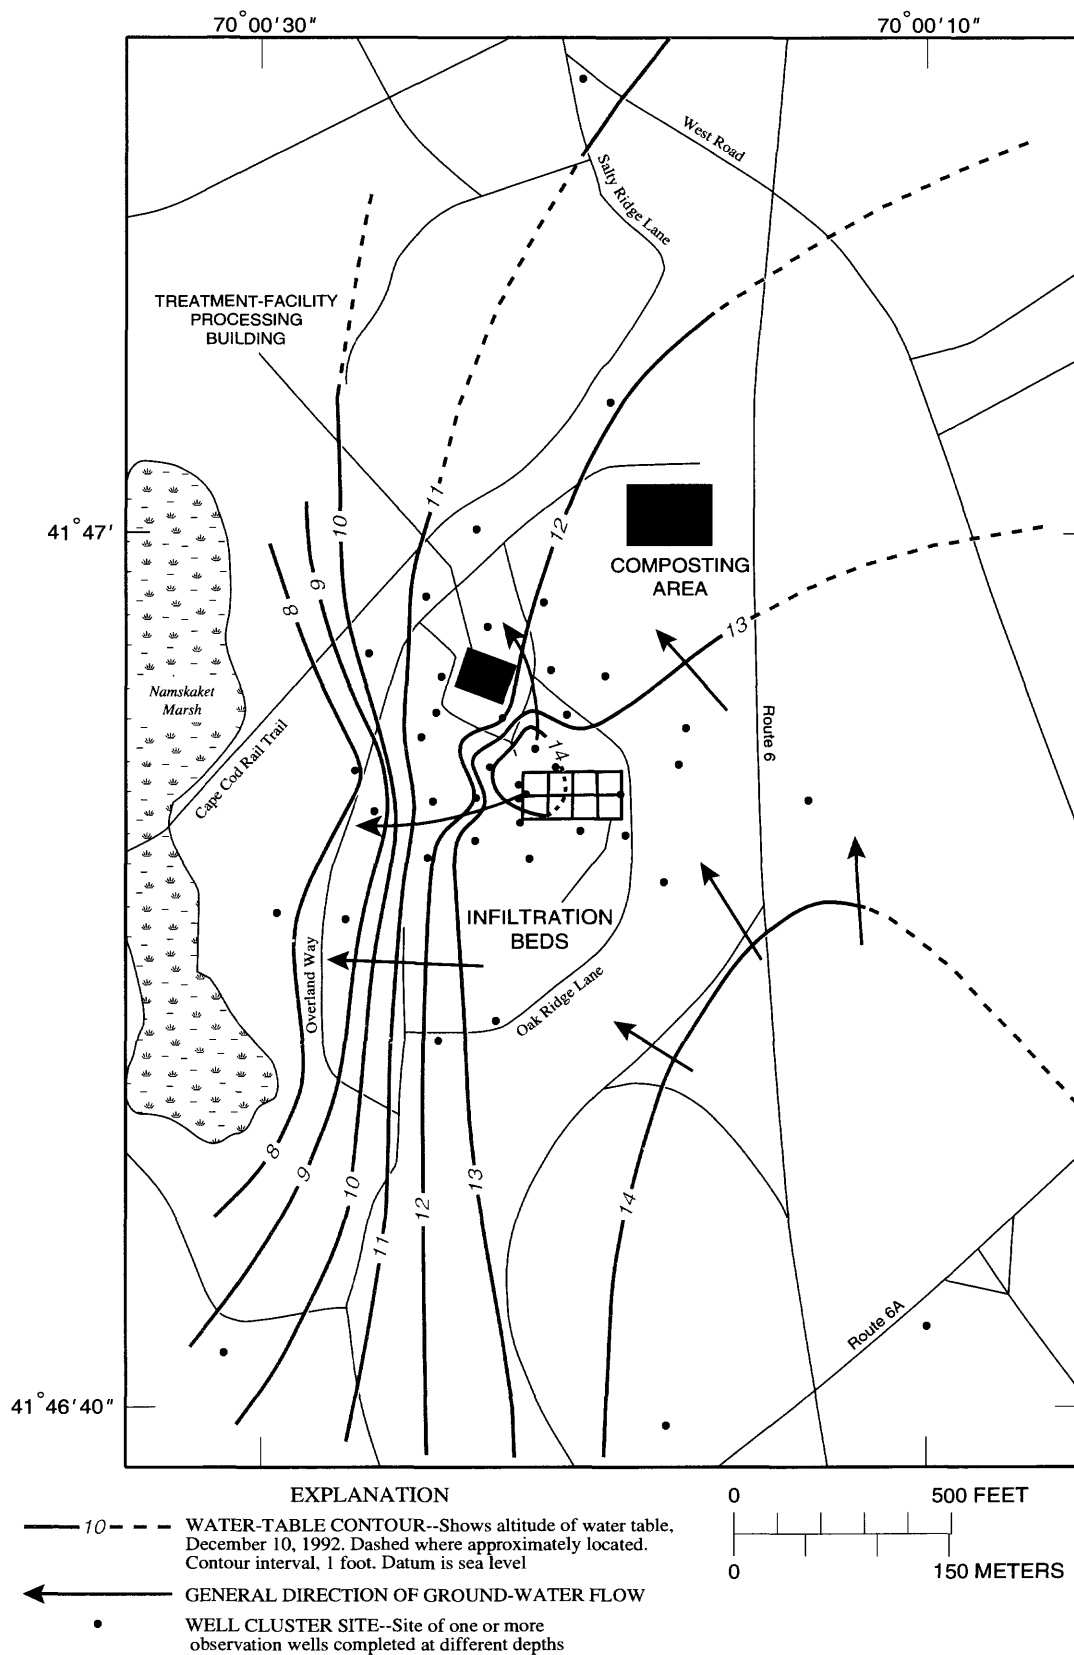 70°00'30"
70°00'10"
West Road
Salty Ridge Lane
TREATMENT-FACILITY
PROCESSING
BUILDING
11
10
12
41°47'
COMPOSTING
AREA
9
8
13
Namskaket
Marsh
Route 6
Cape Cod Rail Trail
14
INFILTRATION
BEDS
Overland Way
Oak Ridge Lane
8
9
10
11
12
13
14
Route 6A
41°46'40"
EXPLANATION
10
WATER-TABLE CONTOUR--Shows altitude of water table,
December 10, 1992. Dashed where approximately located.
Contour interval, 1 foot. Datum is sea level
GENERAL DIRECTION OF GROUND-WATER FLOW
WELL CLUSTER SITE--Site of one or more
observation wells completed at different depths
0 500 FEET
0 150 METERS